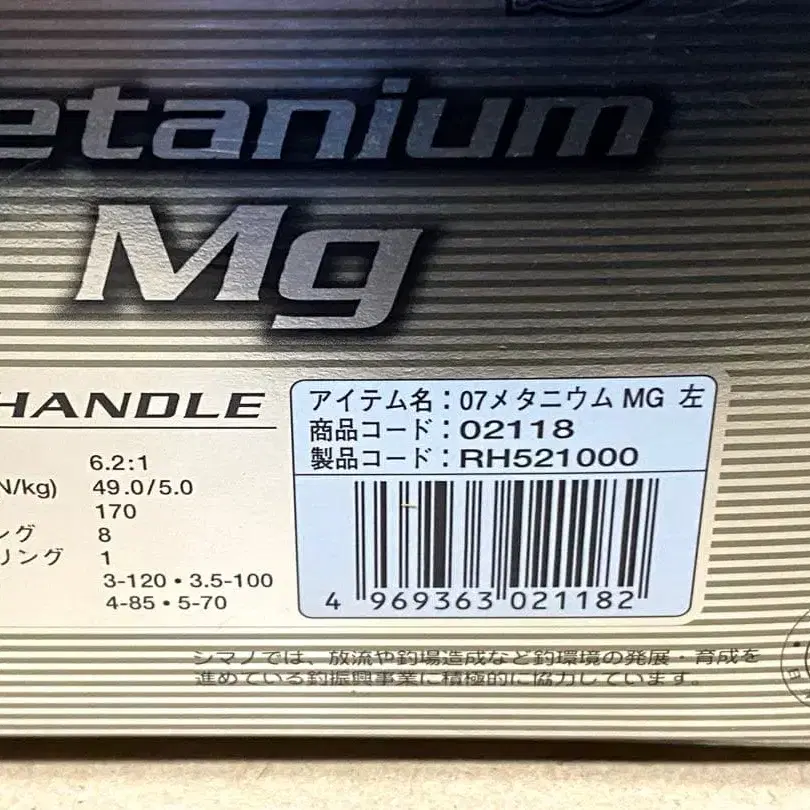 etanium
Mg
HANDLE
6.2:1
N/kg) 49.0/5.0
170
ング 8
リング 1
3-120・3.5-100
4-85・5-70
アイテム名：07メタニウム MG 左
商品コード：02118
製品コード：RH521000
4 969363 021182
シマノでは、放流や釣場造成など釣環境の発展・育成を
進めている釣振興事業に積極的に協力しています。